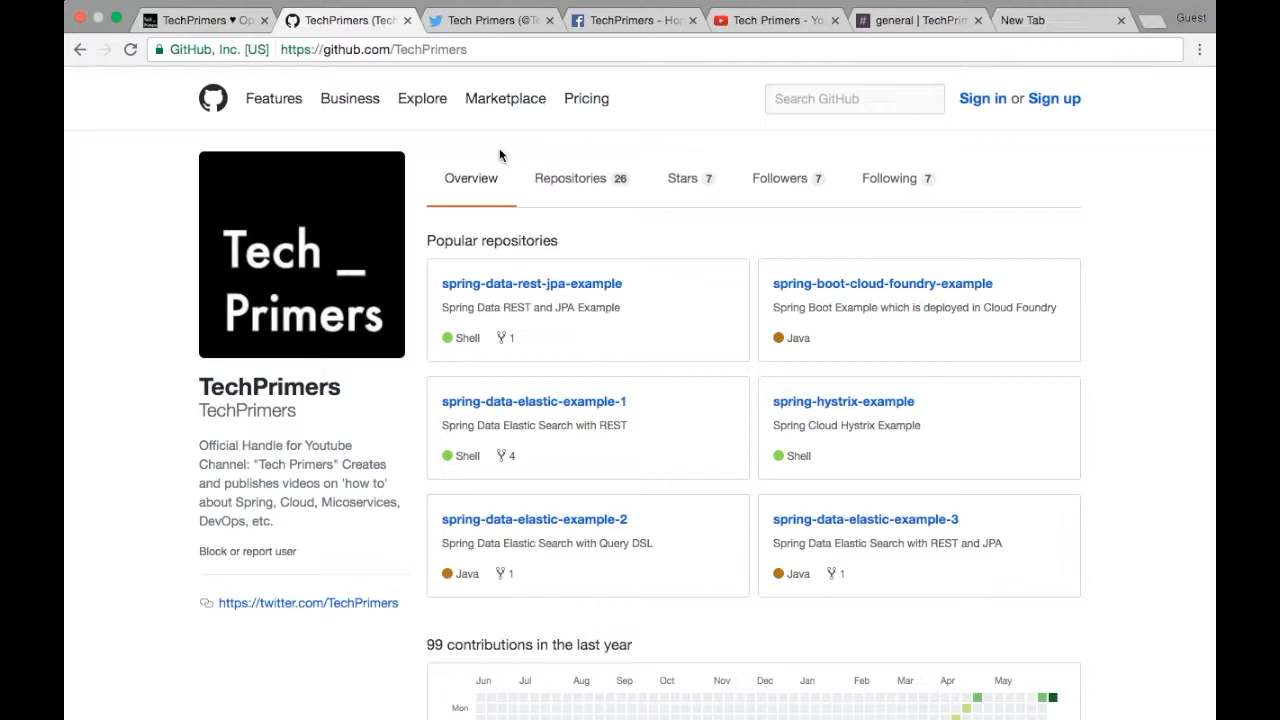 TechPrimers ♥ Op
TechPrimers (Tech
Tech Primers (@Te
TechPrimers - Ho
Tech Primers - Yo
general | TechPrim
New Tab
Guest
GitHub, Inc. [US]
https://github.com/TechPrimers
Features
Business
Explore
Marketplace
Pricing
Search GitHub
Sign in or Sign up
Tech _
Primers
TechPrimers
TechPrimers
Official Handle for Youtube
Channel: "Tech Primers" Creates
and publishes videos on 'how to'
about Spring, Cloud, Micoservices,
DevOps, etc.
Block or report user
https://twitter.com/TechPrimers
Overview
Repositories 26
Stars 7
Followers 7
Following 7
Popular repositories
spring-data-rest-jpa-example
Spring Data REST and JPA Example
Shell 1
spring-boot-cloud-foundry-example
Spring Boot Example which is deployed in Cloud Foundry
Java
spring-data-elastic-example-1
Spring Data Elastic Search with REST
Shell 4
spring-hystrix-example
Spring Cloud Hystrix Example
Shell
spring-data-elastic-example-2
Spring Data Elastic Search with Query DSL
Java 1
spring-data-elastic-example-3
Spring Data Elastic Search with REST and JPA
Java 1
99 contributions in the last year
Jun Jul Aug Sep Oct Nov Dec Jan Feb Mar Apr May
Mon